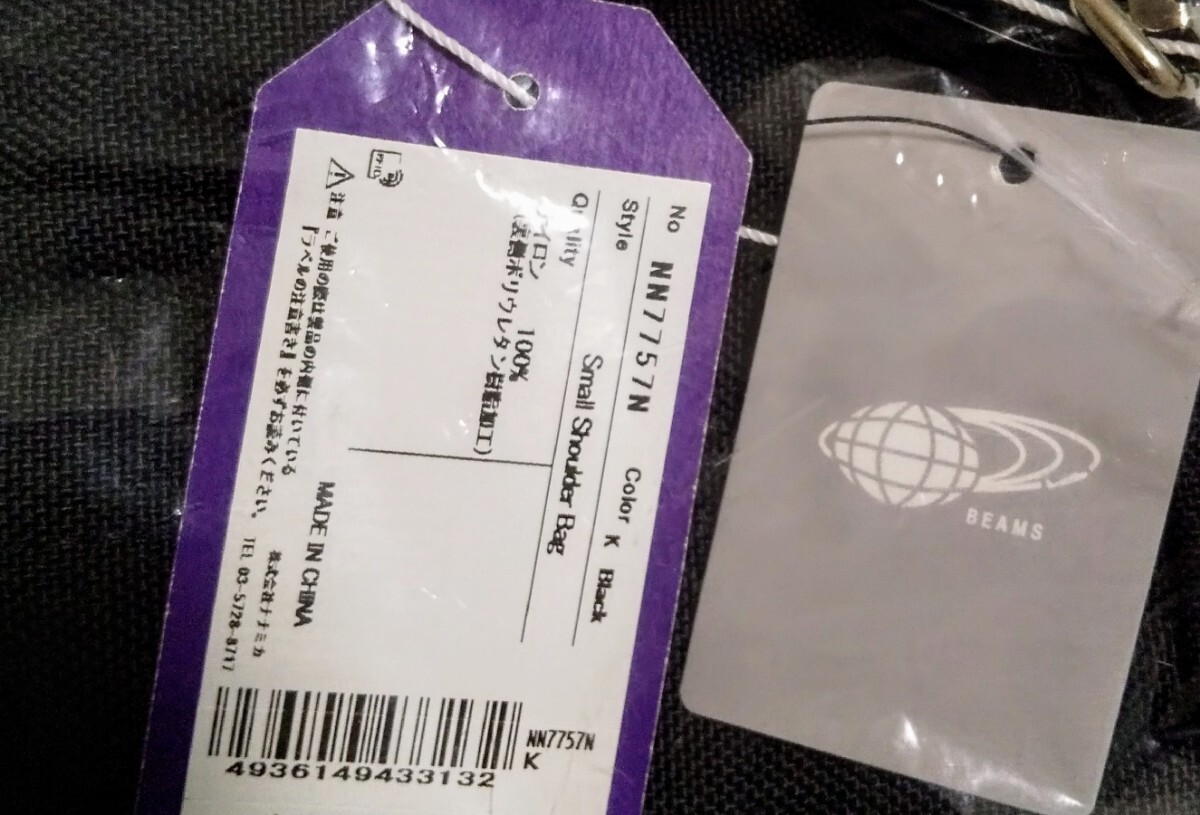 No NN7757N Color K Black
Style Small Shoulder Bag
Quality
ナイロン 100%
(裏側ポリウレタン樹脂加工)
注意 ご使用の際は製品の内側に付いている
『ラベルの注意書き』を必ずお読みください。
MADE IN CHINA
株式会社ナナミカ
TEL 03-5728-8717
NN7757N
K
4936149433132
BEAMS